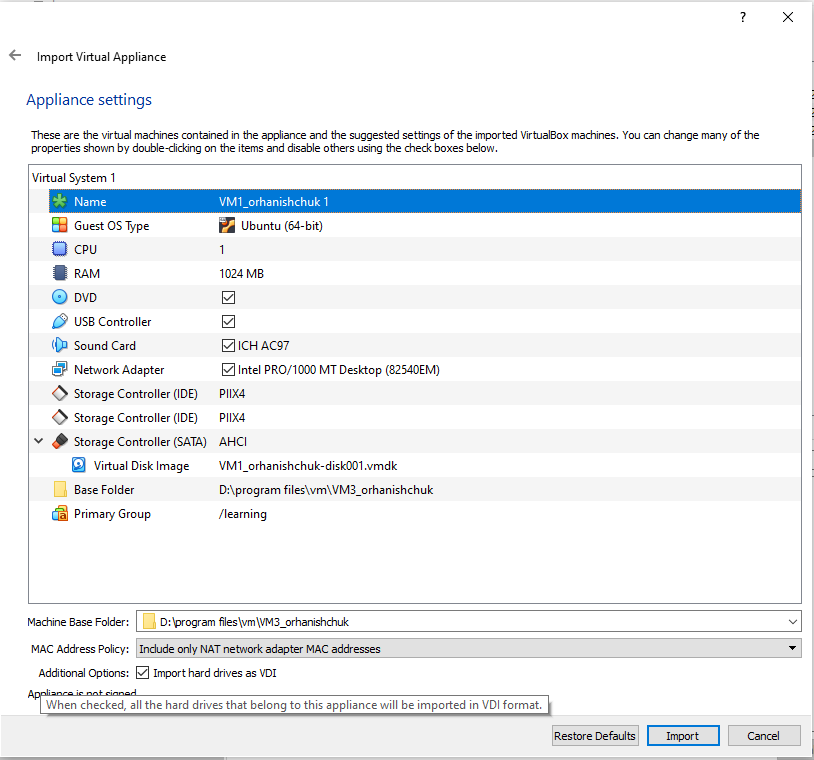 ?
Import Virtual Appliance
Appliance settings
These are the virtual machines contained in the appliance and the suggested settings of the imported VirtualBox machines. You can change many of the
properties shown by double-clicking on the items and disable others using the check boxes below.
Virtual System 1
Name VM1_orhanishchuk 1
Guest OS Type Ubuntu (64-bit)
CPU 1
RAM 1024 MB
DVD
USB Controller
Sound Card ICH AC97
Network Adapter Intel PRO/1000 MT Desktop (82540EM)
Storage Controller (IDE) PIIX4
Storage Controller (IDE) PIIX4
Storage Controller (SATA) AHCI
Virtual Disk Image VM1_orhanishchuk-disk001.vmdk
Base Folder D:\program files\vm\VM3_orhanishchuk
Primary Group /learning
Machine Base Folder: D:\program files\vm\VM3_orhanishchuk
MAC Address Policy: Include only NAT network adapter MAC addresses
Additional Options: Import hard drives as VDI
Appliance is not signed
When checked, all the hard drives that belong to this appliance will be imported in VDI format.
Restore Defaults Import Cancel